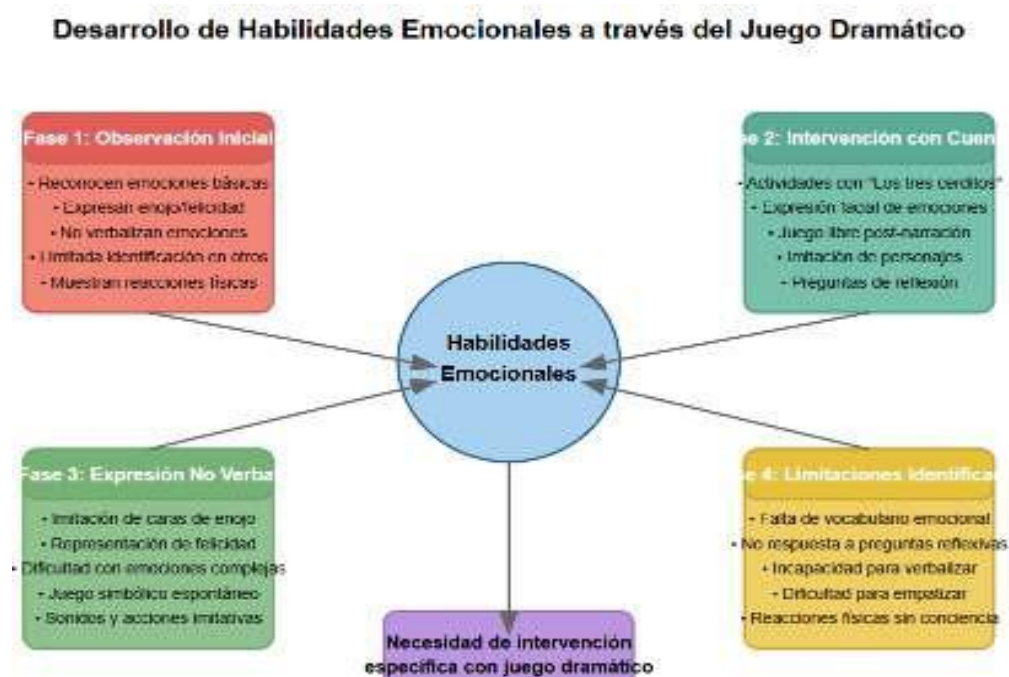 Desarrollo de Habilidades Emocionales a través del Juego Dramático
Fase 1: Observación Inicial
- Reconocen emociones básicas
- Expresan enojo/felicidad
- No verbalizan emociones
- Limitada identificación en otros
- Muestran reacciones físicas
2: Intervención con
- Actividades con "Los tres cerditos"
- Expresión facial de emociones
- Juego libre post-narración
- Imitación de personajes
- Preguntas de reflexión
Habilidades
Emocionales
Fase 3: Expresión No Verba
- Imitación de caras de enojo
- Representación de felicidad
- Dificultad con emociones complejas
- Juego simbólico espontáneo
- Sonidos y acciones imitativas
4: Limitaciones
- Falta de vocabulario emocional
- No respuesta a preguntas reflexivas
- Incapacidad para verbalizar
- Dificultad para empatizar
- Reacciones físicas sin conciencia
Necesidad de intervención
específica con juego dramático